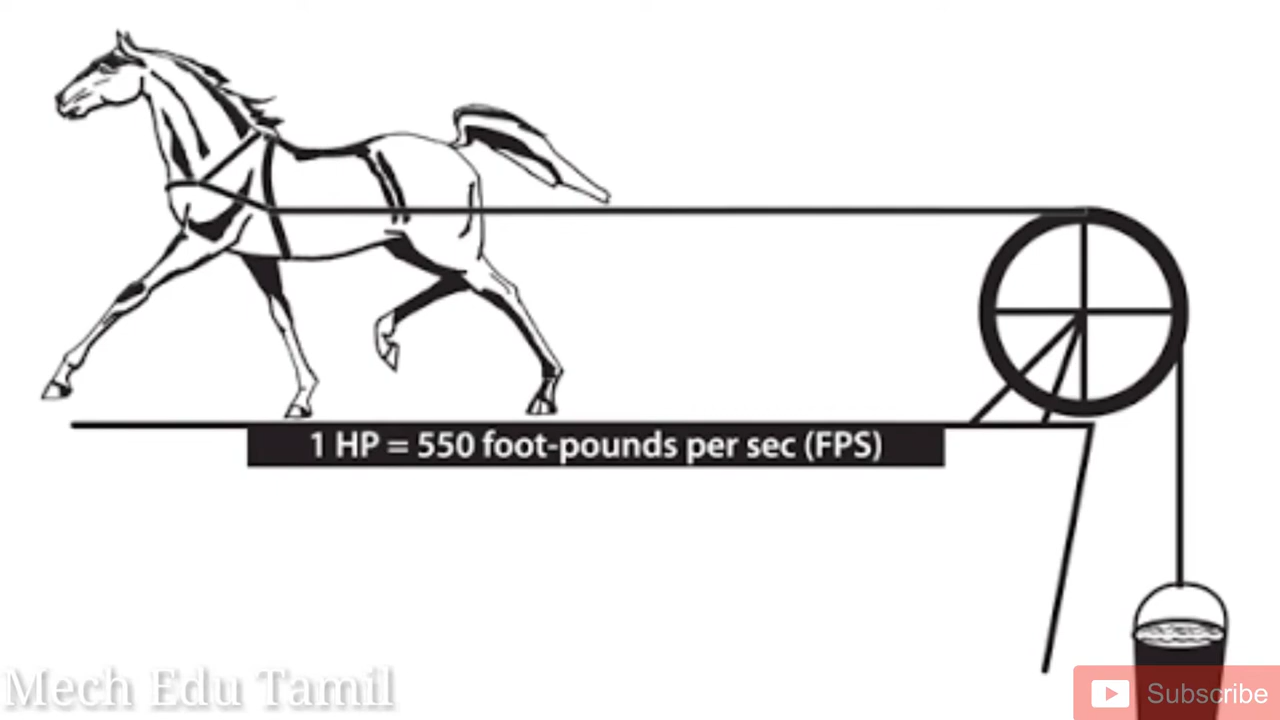 1 HP = 550 foot-pounds per sec (FPS)
Mech Edu Tamil
Subscribe